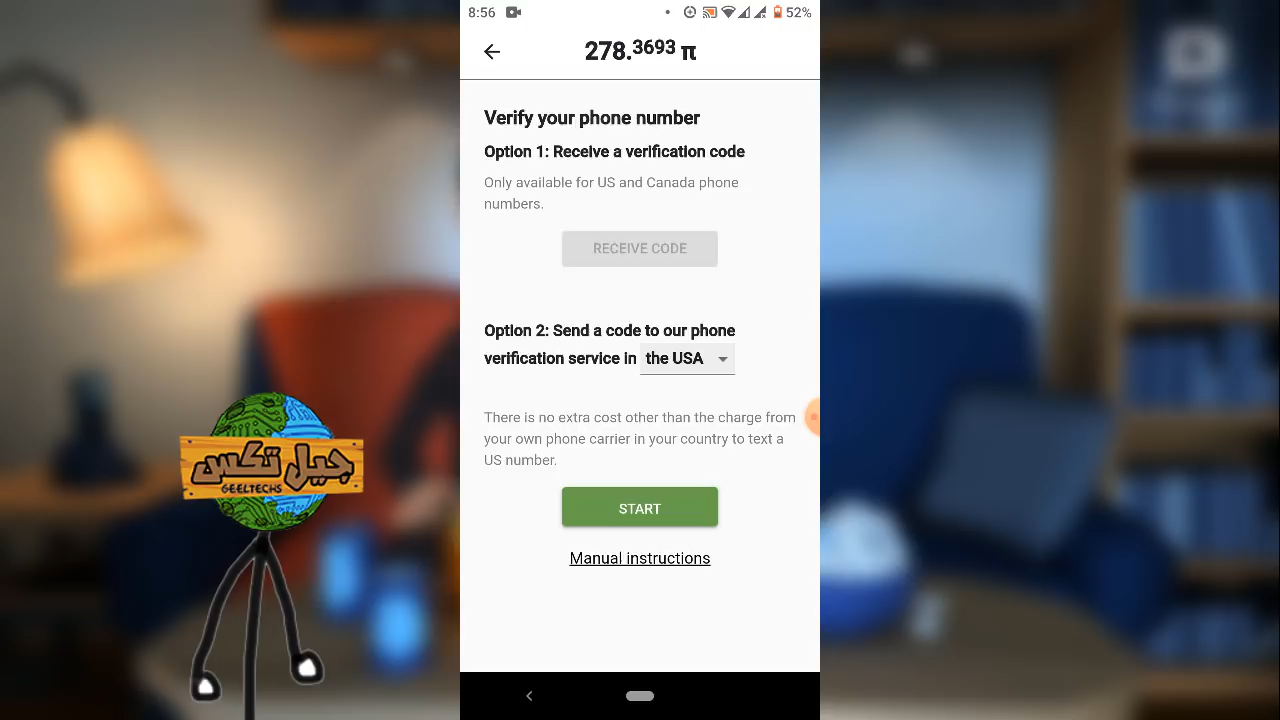 8:56
52%
278.3693 π
Verify your phone number
Option 1: Receive a verification code
Only available for US and Canada phone
numbers.
RECEIVE CODE
Option 2: Send a code to our phone
verification service in the USA
There is no extra cost other than the charge from
your own phone carrier in your country to text a
US number.
START
Manual instructions
جيل تكس
GEELTECHS